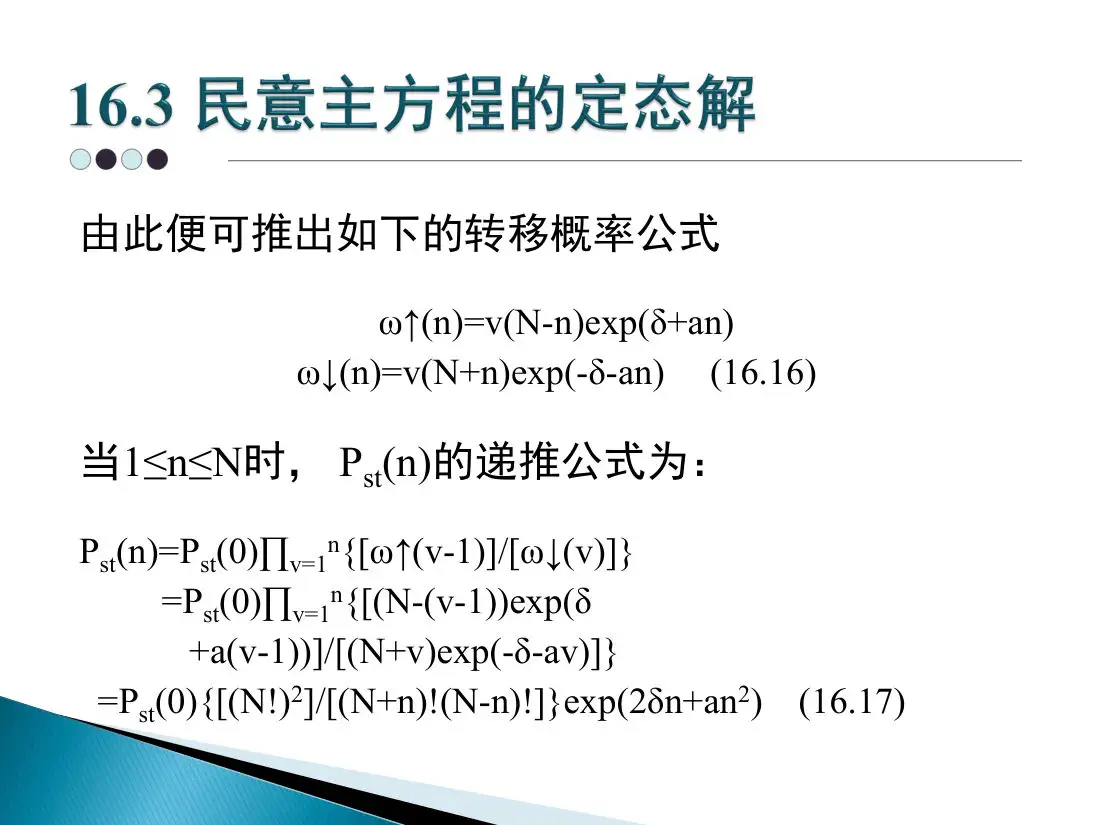 16.3 民意主方程的定态解
由此便可推出如下的转移概率公式
ω↑(n)=v(N-n)exp(δ+an)
ω↓(n)=v(N+n)exp(-δ-an) (16.16)
当1≤n≤N时， Pst(n)的递推公式为：
Pst(n)=Pst(0)∏v=1n{[ω↑(v-1)]/[ω↓(v)]}
=Pst(0)∏v=1n{[(N-(v-1))exp(δ
+a(v-1))]/[(N+v)exp(-δ-av)]}
=Pst(0){[(N!)2]/[(N+n)!(N-n)!]}exp(2δn+an2) (16.17)